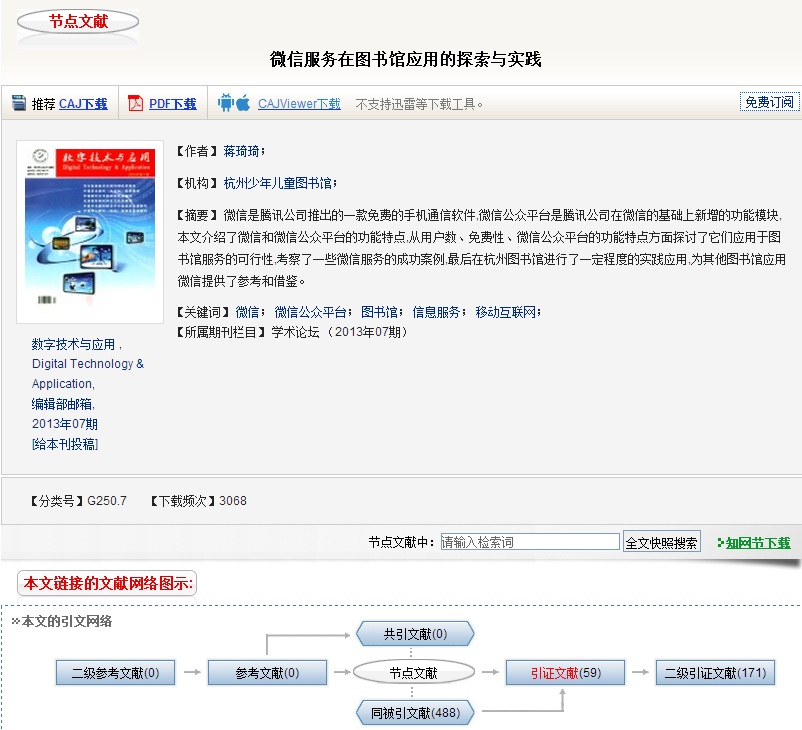 节点文献
微信服务在图书馆应用的探索与实践
推荐 CAJ下载 PDF下载 CAJViewer下载 不支持迅雷等下载工具。 免费订阅
数字技术与应用
Digital Technology & Application
【作者】 蒋琦琦;
【机构】 杭州少年儿童图书馆;
【摘要】 微信是腾讯公司推出的一款免费的手机通信软件,微信公众平台是腾讯公司在微信的基础上新增的功能模块,
本文介绍了微信和微信公众平台的功能特点,从用户数、免费性、微信公众平台的功能特点方面探讨了它们应用于图
书馆服务的可行性,考察了一些微信服务的成功案例,最后在杭州图书馆进行了一定程度的实践应用,为其他图书馆应用
微信提供了参考和借鉴。
【关键词】 微信; 微信公众平台; 图书馆; 信息服务; 移动互联网;
【所属期刊栏目】 学术论坛 (2013年07期)
数字技术与应用,
Digital Technology &
Application,
编辑部邮箱,
2013年07期
[给本刊投稿]
【分类号】G250.7 【下载频次】3068
节点文献中: 请输入检索词 全文快照搜索 知网节下载
本文链接的文献网络图示:
※本文的引文网络
共引文献(0)
二级参考文献(0) 参考文献(0) 节点文献 引证文献(59) 二级引证文献(171)
同被引文献(488)